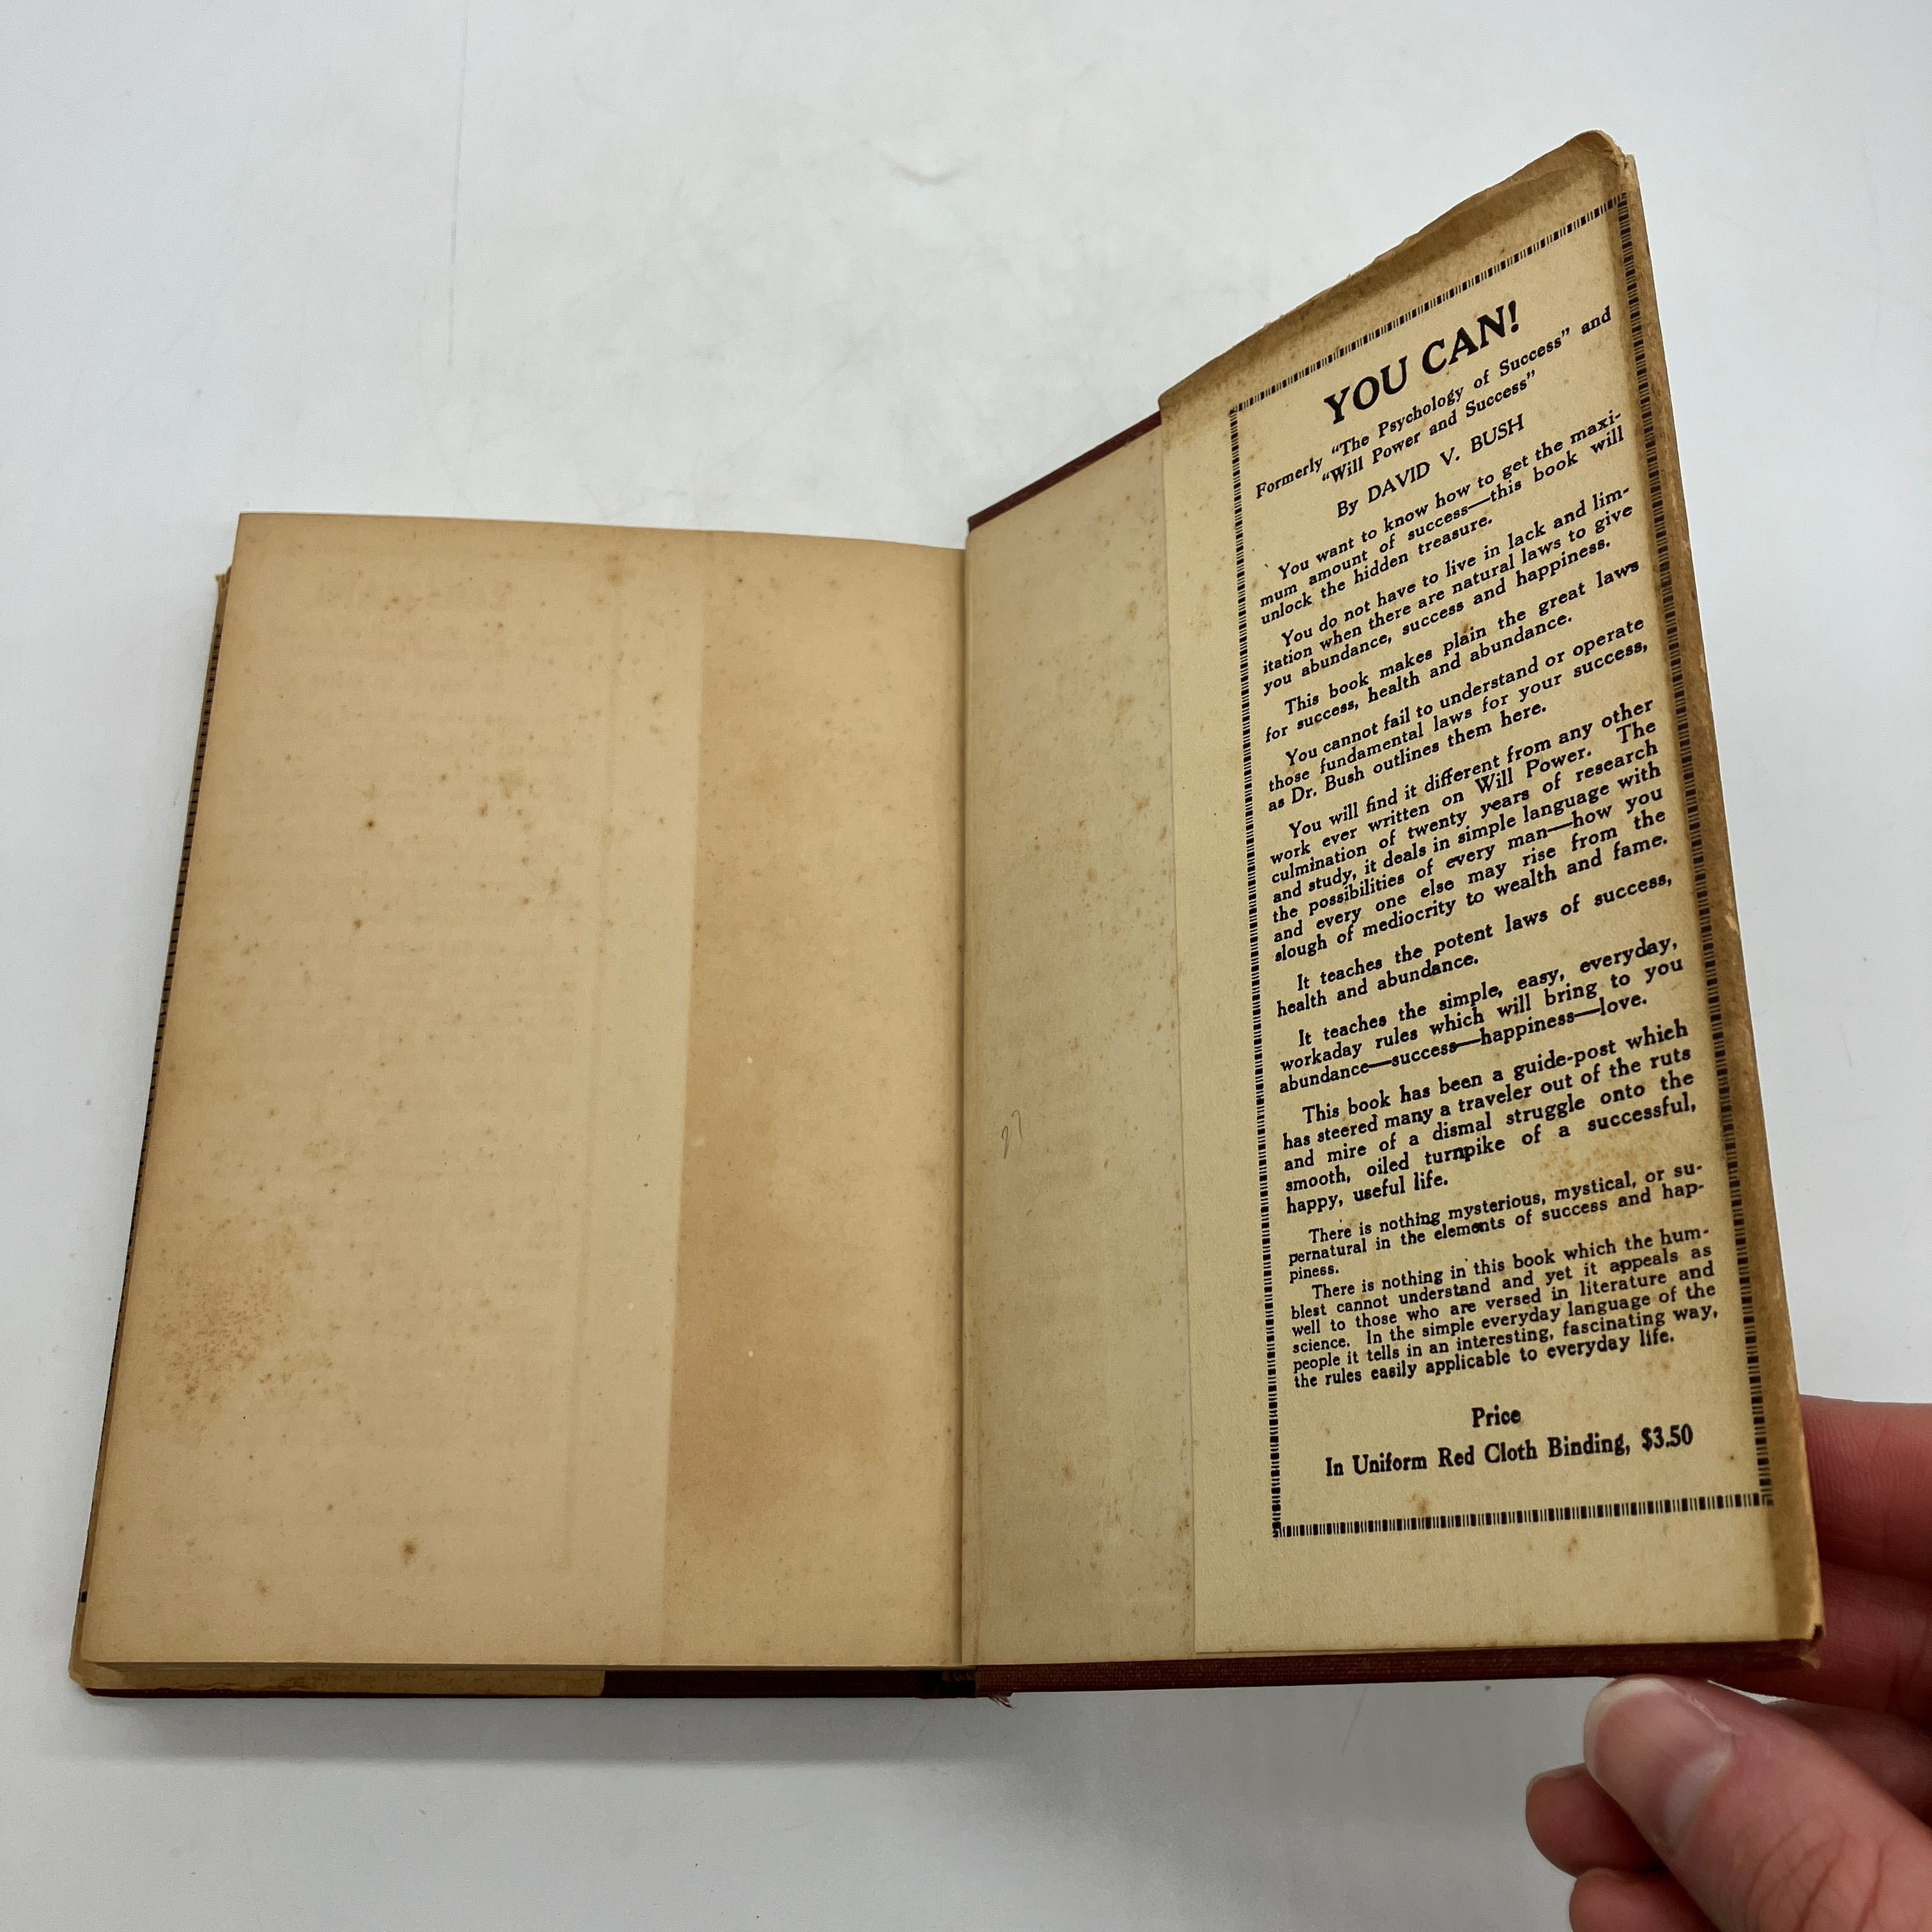 YOU CAN!
Formerly “The Psychology of Success” and
“Will Power and Success”
By DAVID V. BUSH
You want to know how to get the maxi-
mum amount of success—this book will
unlock the hidden treasure.
You do not have to live in lack and lim-
itation when there are natural laws to give
you abundance, success and happiness.
This book makes plain the great laws
for success, health and abundance.
You cannot fail to understand or operate
those fundamental laws for your success,
as Dr. Bush outlines them here.
You will find it different from any other
work ever written on Will Power. The
culmination of twenty years of research
and study, it deals in simple language with
the possibilities of every man—how you
and every one else may rise from the
slough of mediocrity to wealth and fame.
It teaches the potent laws of success,
health and abundance.
It teaches the simple, easy, everyday,
workaday rules which will bring to you
abundance—success—happiness—love.
This book has been a guide-post which
has steered many a traveler out of the ruts
and mire of a dismal struggle onto the
smooth, oiled turnpike of a successful,
happy, useful life.
There is nothing mysterious, mystical, or su-
pernatural in the elements of success and hap-
piness.
There is nothing in this book which the hum-
blest cannot understand and yet it appeals as
well to those who are versed in literature and
science. In the simple everyday language of the
people it tells in an interesting, fascinating way,
the rules easily applicable to everyday life.
Price
In Uniform Red Cloth Binding, $3.50